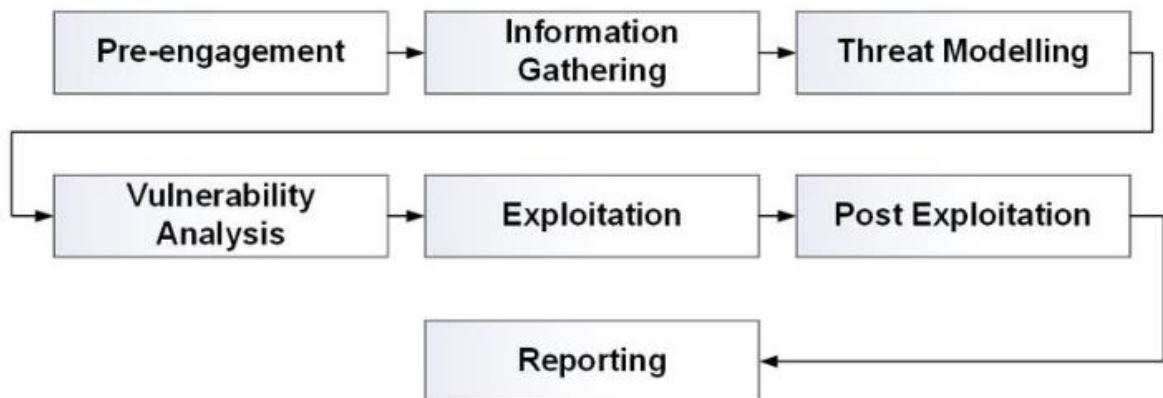 Pre-engagement
Information
Gathering
Threat Modelling
Vulnerability
Analysis
Exploitation
Post Exploitation
Reporting